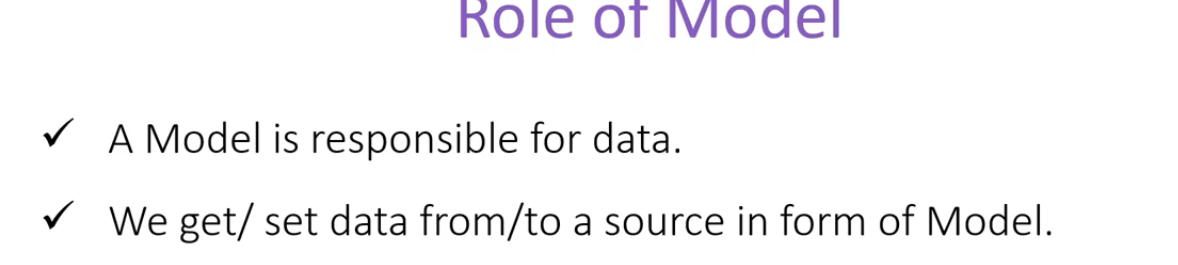 Role of Model
✓ A Model is responsible for data.
✓ We get/ set data from/to a source in form of Model.